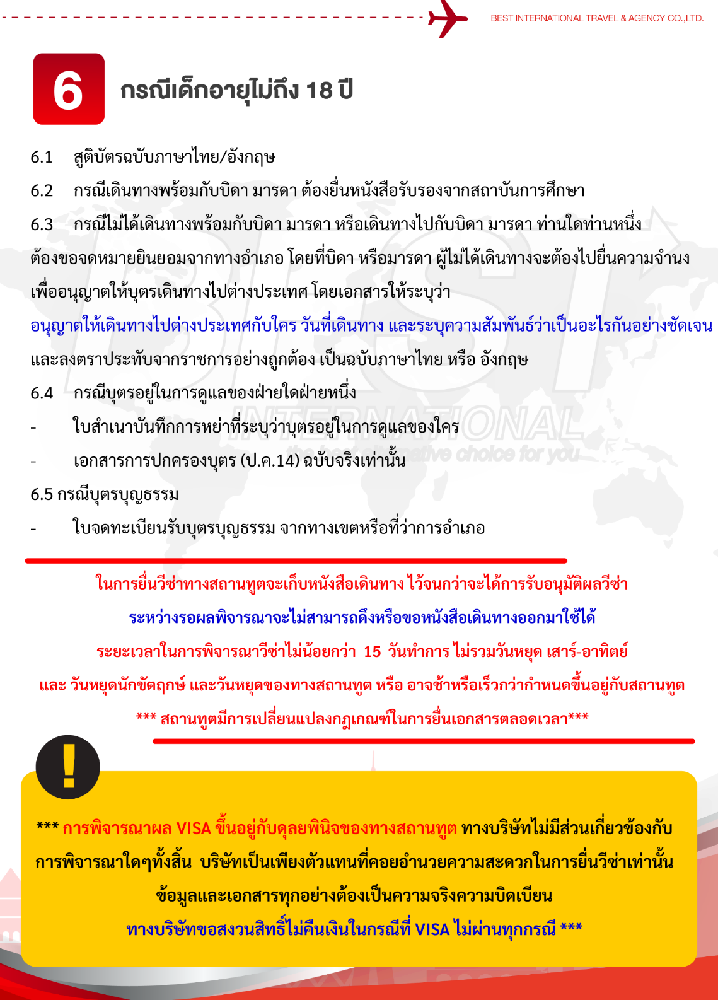 BEST INTERNATIONAL TRAVEL & AGENCY CO.,LTD.
6 กรณีเด็กอายุไม่ถึง 18 ปี
6.1 สูติบัตรฉบับภาษาไทย/อังกฤษ
6.2 กรณีเดินทางพร้อมกับบิดา มารดา ต้องยื่นหนังสือรับรองจากสถาบันการศึกษา
6.3 กรณีไม่ได้เดินทางพร้อมกับบิดา มารดา หรือเดินทางไปกับบิดา มารดา ท่านใดท่านหนึ่ง
ต้องขอจดหมายยินยอมจากทางอำเภอ โดยที่บิดา หรือมารดา ผู้ไม่ได้เดินทางจะต้องไปยื่นความจำนง
เพื่ออนุญาตให้บุตรเดินทางไปต่างประเทศ โดยเอกสารให้ระบุว่า
อนุญาตให้เดินทางไปต่างประเทศกับใคร วันที่เดินทาง และระบุความสัมพันธ์ว่าเป็นอะไรกันอย่างชัดเจน
และลงตราประทับจากราชการอย่างถูกต้อง เป็นฉบับภาษาไทย หรือ อังกฤษ
6.4 กรณีบุตรอยู่ในการดูแลของฝ่ายใดฝ่ายหนึ่ง
- ใบสำเนาบันทึกการหย่าที่ระบุว่าบุตรอยู่ในการดูแลของใคร
- เอกสารการปกครองบุตร (ป.ค.14) ฉบับจริงเท่านั้น
6.5 กรณีบุตรบุญธรรม
- ใบจดทะเบียนรับบุตรบุญธรรม จากทางเขตหรือที่ว่าการอำเภอ
BEST
INTERNATIONAL
the best alternative choice for you
ในการยื่นวีซ่าทางสถานทูตจะเก็บหนังสือเดินทาง ไว้จนกว่าจะได้การรับอนุมัติผลวีซ่า
ระหว่างรอผลพิจารณาจะไม่สามารถดึงหรือขอหนังสือเดินทางออกมาใช้ได้
ระยะเวลาในการพิจารณาวีซ่าไม่น้อยกว่า 15 วันทำการ ไม่รวมวันหยุด เสาร์-อาทิตย์
และ วันหยุดนักขัตฤกษ์ และวันหยุดของทางสถานทูต หรือ อาจช้าหรือเร็วกว่ากำหนดขึ้นอยู่กับสถานทูต
*** สถานทูตมีการเปลี่ยนแปลงกฎเกณฑ์ในการยื่นเอกสารตลอดเวลา***
!
*** การพิจารณาผล VISA ขึ้นอยู่กับดุลยพินิจของทางสถานทูต ทางบริษัทไม่มีส่วนเกี่ยวข้องกับ
การพิจารณาใดๆทั้งสิ้น บริษัทเป็นเพียงตัวแทนที่คอยอำนวยความสะดวกในการยื่นวีซ่าเท่านั้น
ข้อมูลและเอกสารทุกอย่างต้องเป็นความจริงความบิดเบียน
ทางบริษัทขอสงวนสิทธิ์ไม่คืนเงินในกรณีที่ VISA ไม่ผ่านทุกกรณี ***